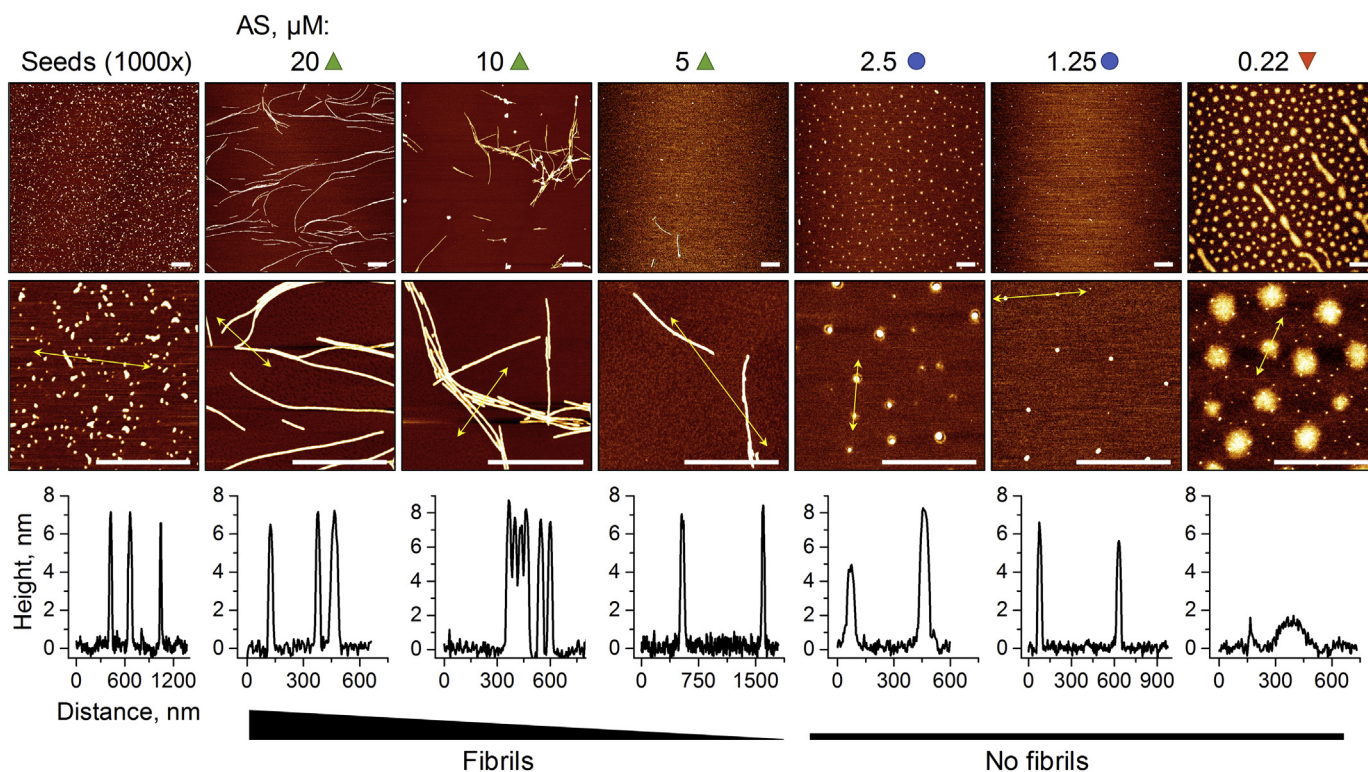 AS, µM:
Seeds (1000x) 20 10 5 2.5 1.25 0.22
Height, nm
8 8 8 8 8 8 8
6 6 6 6 6 6 6
4 4 4 4 4 4 4
2 2 2 2 2 2 2
0 0 0 0 0 0 0
0 600 1200 0 300 600 0 300 600 0 750 1500 0 300 600 0 300 600 900 0 300 600
Distance, nm
Fibrils No fibrils